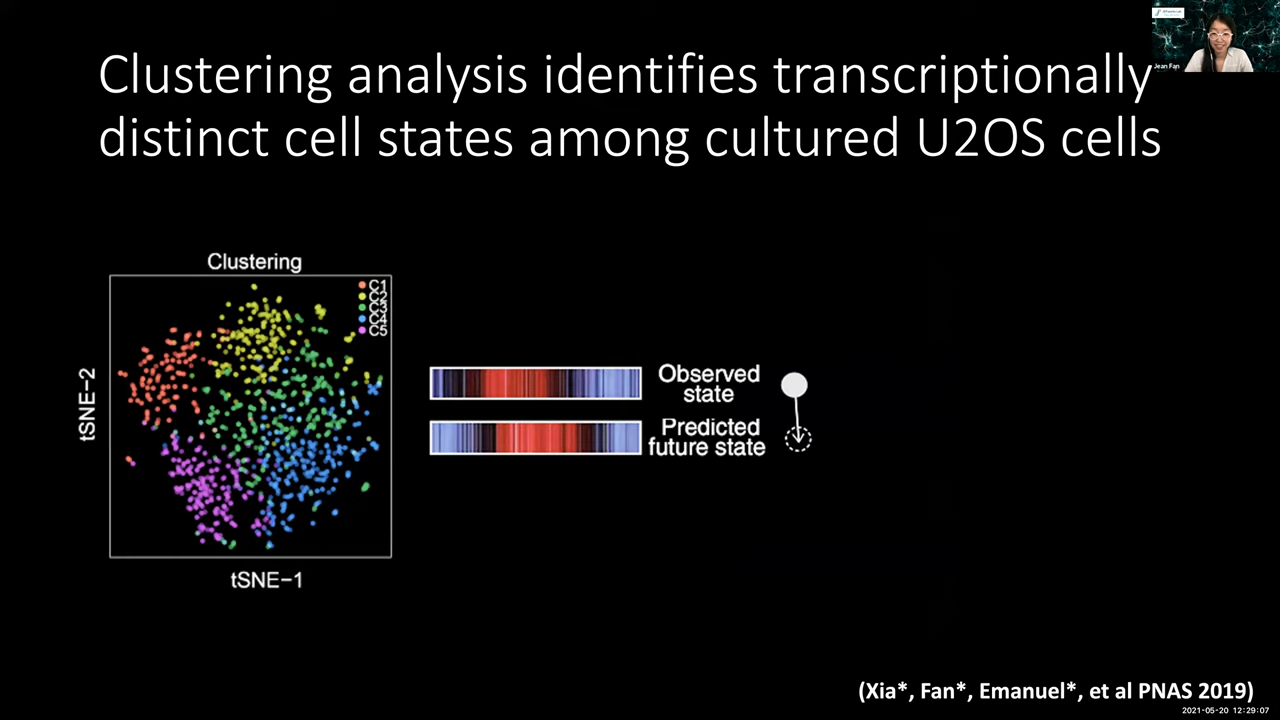 Clustering analysis identifies transcriptionally
distinct cell states among cultured U2OS cells
Jean Fan
Clustering
C1
C2
C3
C4
C5
tSNE-2
tSNE-1
Observed
state
Predicted
future state
(Xia*, Fan*, Emanuel*, et al PNAS 2019)
2021-05-20 12:29:07